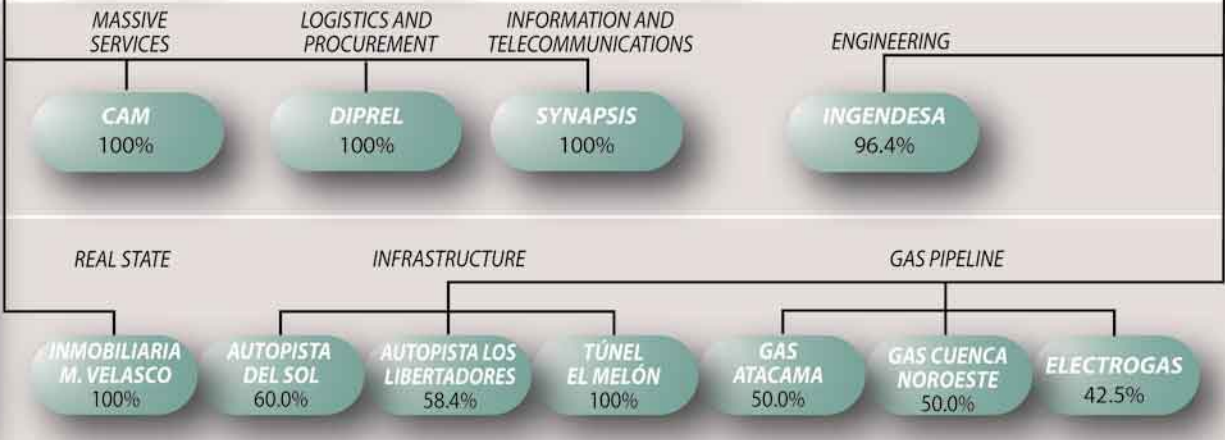 MASSIVE
SERVICES
LOGISTICS AND
PROCUREMENT
INFORMATION AND
TELECOMMUNICATIONS
ENGINEERING
CAM
100%
DIPREL
100%
SYNAPSIS
100%
INGENDESA
96.4%
REAL STATE
INFRASTRUCTURE
GAS PIPELINE
INMOBILIARIA
M. VELASCO
100%
AUTOPISTA
DEL SOL
60.0%
AUTOPISTA LOS
LIBERTADORES
58.4%
TÚNEL
EL MELÓN
100%
GAS
ATACAMA
50.0%
GAS CUENCA
NOROESTE
50.0%
ELECTROGAS
42.5%